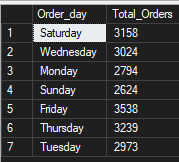 Order_day Total_Orders
1 Saturday 3158
2 Wednesday 3024
3 Monday 2794
4 Sunday 2624
5 Friday 3538
6 Thursday 3239
7 Tuesday 2973